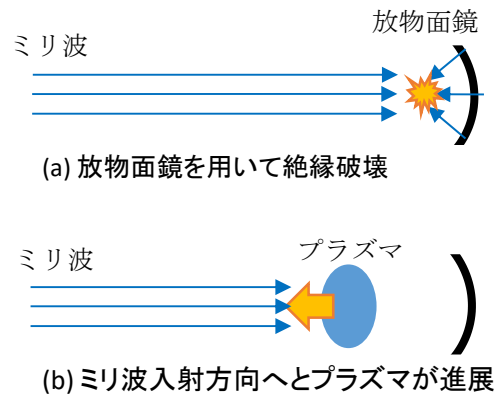 放物面鏡
ミリ波
(a) 放物面鏡を用いて絶縁破壊
プラズマ
ミリ波
(b) ミリ波入射方向へとプラズマが進展